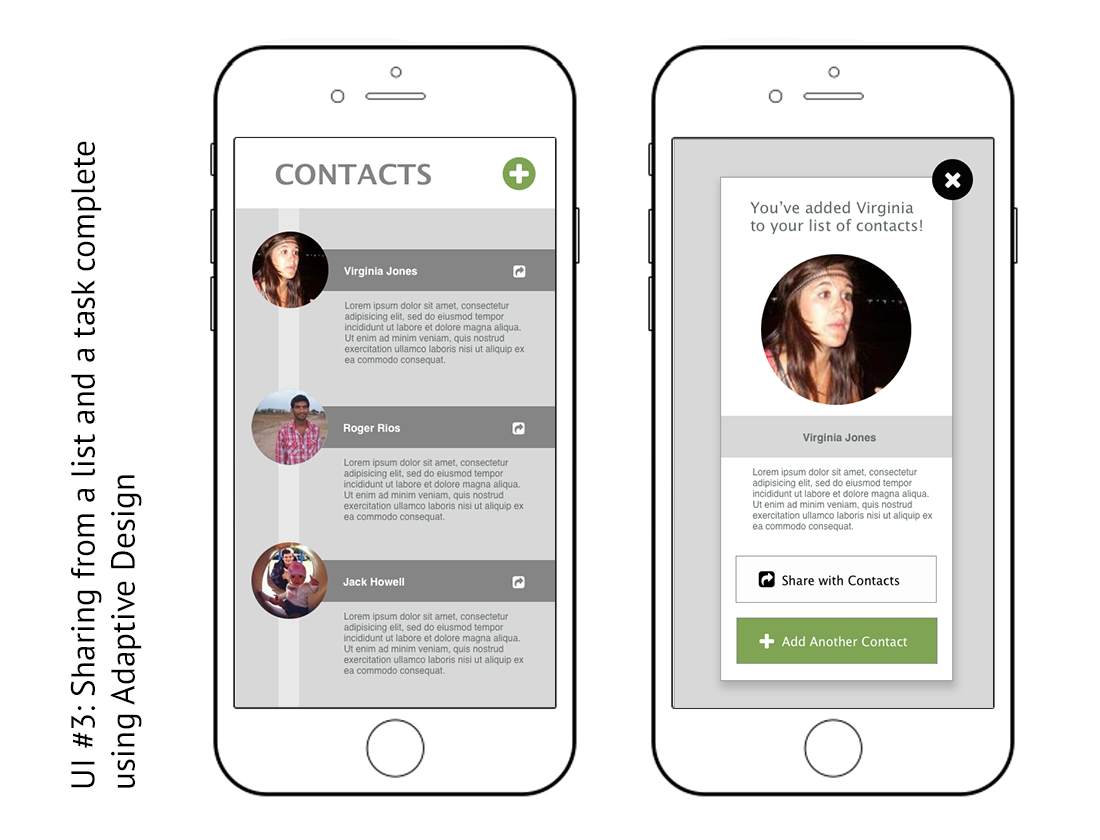 UI #3: Sharing from a list and a task complete
using Adaptive Design
CONTACTS
Virginia Jones
Lorem ipsum dolor sit amet, consectetur
adipisicing elit, sed do eiusmod tempor
incididunt ut labore et dolore magna aliqua.
Ut enim ad minim veniam, quis nostrud
exercitation ullamco laboris nisi ut aliquip ex
ea commodo consequat.
Roger Rios
Lorem ipsum dolor sit amet, consectetur
adipisicing elit, sed do eiusmod tempor
incididunt ut labore et dolore magna aliqua.
Ut enim ad minim veniam, quis nostrud
exercitation ullamco laboris nisi ut aliquip ex
ea commodo consequat.
Jack Howell
Lorem ipsum dolor sit amet, consectetur
adipisicing elit, sed do eiusmod tempor
incididunt ut labore et dolore magna aliqua.
Ut enim ad minim veniam, quis nostrud
exercitation ullamco laboris nisi ut aliquip ex
ea commodo consequat.
You’ve added Virginia
to your list of contacts!
Virginia Jones
Lorem ipsum dolor sit amet, consectetur
adipisicing elit, sed do eiusmod tempor
incididunt ut labore et dolore magna aliqua.
Ut enim ad minim veniam, quis nostrud
exercitation ullamco laboris nisi ut aliquip ex
ea commodo consequat.
Share with Contacts
Add Another Contact